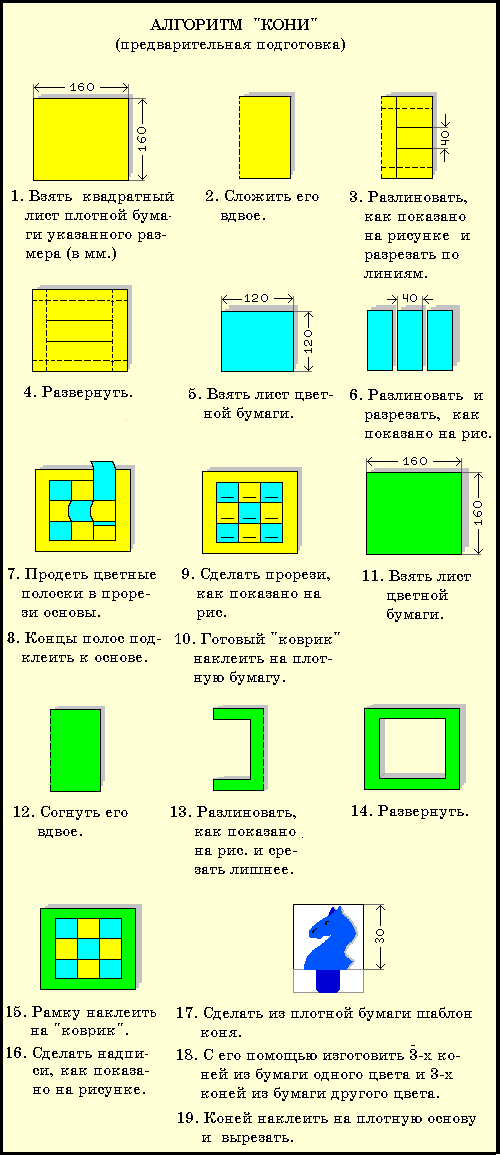 АЛГОРИТМ "КОНИ"
(предварительная подготовка)
160
160
1. Взять квадратный
лист плотной бума-
ги указанного раз-
мера (в мм.)
2. Сложить его
вдвое.
40
3. Разлиновать,
как показано
на рисунке и
разрезать по
линиям.
4. Развернуть.
120
120
5. Взять лист цвет-
ной бумаги.
40
6. Разлиновать и
разрезать, как
показано на рис.
7. Продеть цветные
полоски в проре-
зи основы.
8. Концы полос под-
клеить к основе.
9. Сделать прорези,
как показано на
рис.
10. Готовый "коврик"
наклеить на плот-
ную бумагу.
160
160
11. Взять лист
цветной
бумаги.
12. Согнуть его
вдвое.
13. Разлиновать,
как показано
на рис. и сре-
зать лишнее.
14. Развернуть.
15. Рамку наклеить
на "коврик".
16. Сделать надпи-
си, как показа-
но на рисунке.
30
17. Сделать из плотной бумаги шаблон
коня.
18. С его помощью изготовить 3-х ко-
ней из бумаги одного цвета и 3-х
коней из бумаги другого цвета.
19. Коней наклеить на плотную основу
и вырезать.